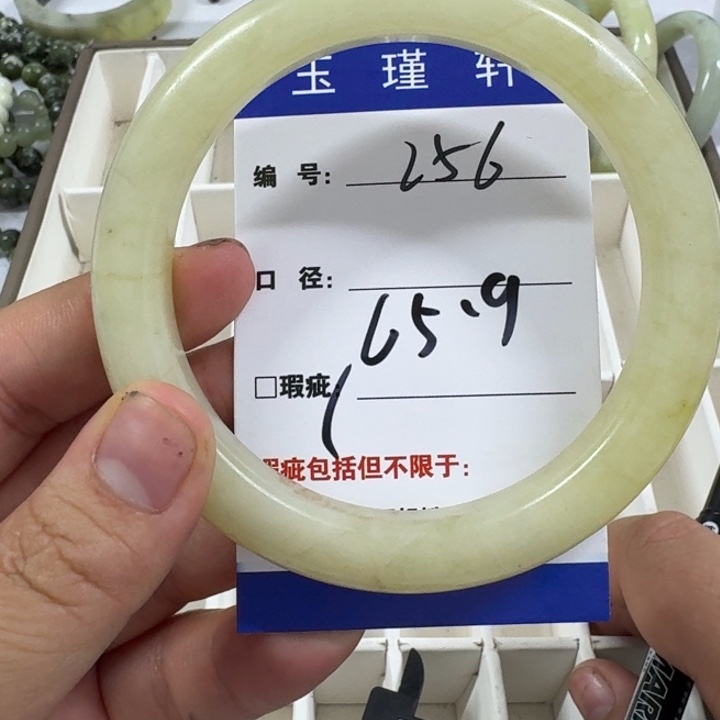 玉瑾轩
编 号: 256
口 径: 65.9
□瑕疵:
瑕疵包括但不限于: